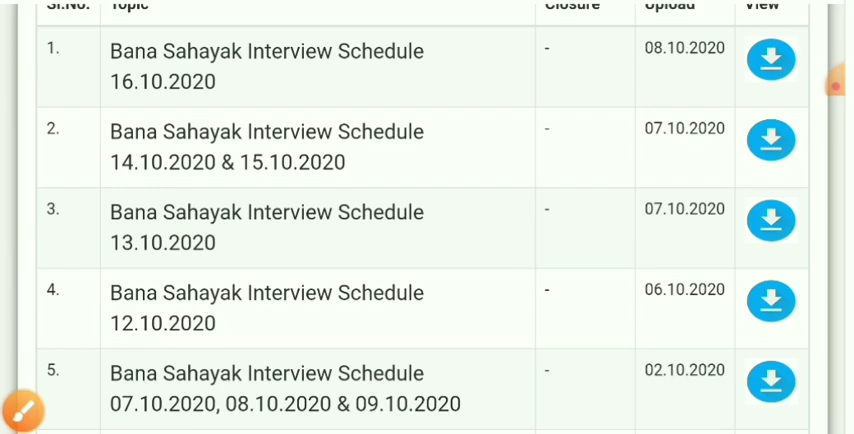 Sl.No. Topic Closure Upload View
1. Bana Sahayak Interview Schedule - 08.10.2020
16.10.2020
2. Bana Sahayak Interview Schedule - 07.10.2020
14.10.2020 & 15.10.2020
3. Bana Sahayak Interview Schedule - 07.10.2020
13.10.2020
4. Bana Sahayak Interview Schedule - 06.10.2020
12.10.2020
5. Bana Sahayak Interview Schedule - 02.10.2020
07.10.2020, 08.10.2020 & 09.10.2020